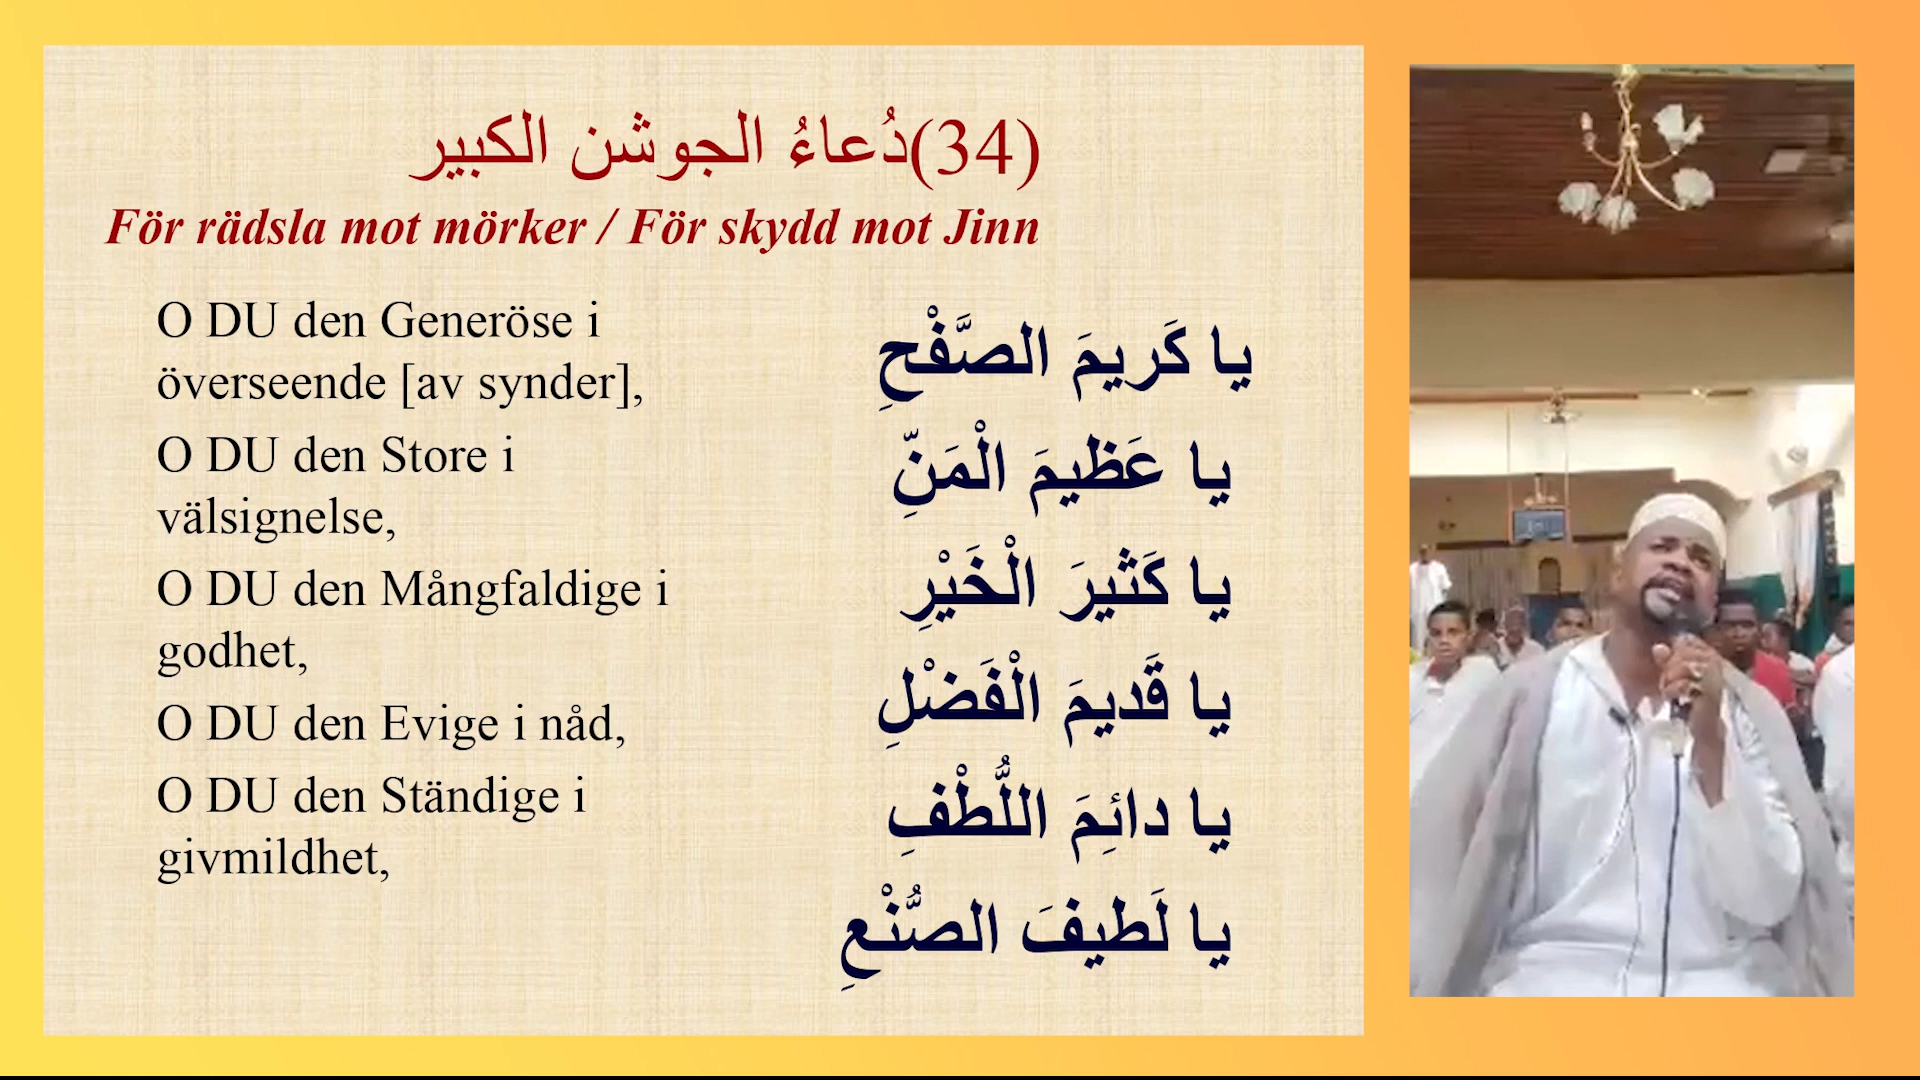 (34)دُعاءُ الجوشن الكبير
För rädsla mot mörker / För skydd mot Jinn
O DU den Generöse i
överseende [av synder],
O DU den Store i
välsignelse,
O DU den Mångfaldige i
godhet,
O DU den Evige i nåd,
O DU den Ständige i
givmildhet,
يا كَريمَ الصَّفْحِ
يا عَظيمَ الْمَنِّ
يا كَثيرَ الْخَيْرِ
يا قَديمَ الْفَضْلِ
يا دائِمَ اللُّطْفِ
يا لَطيفَ الصُّنْعِ